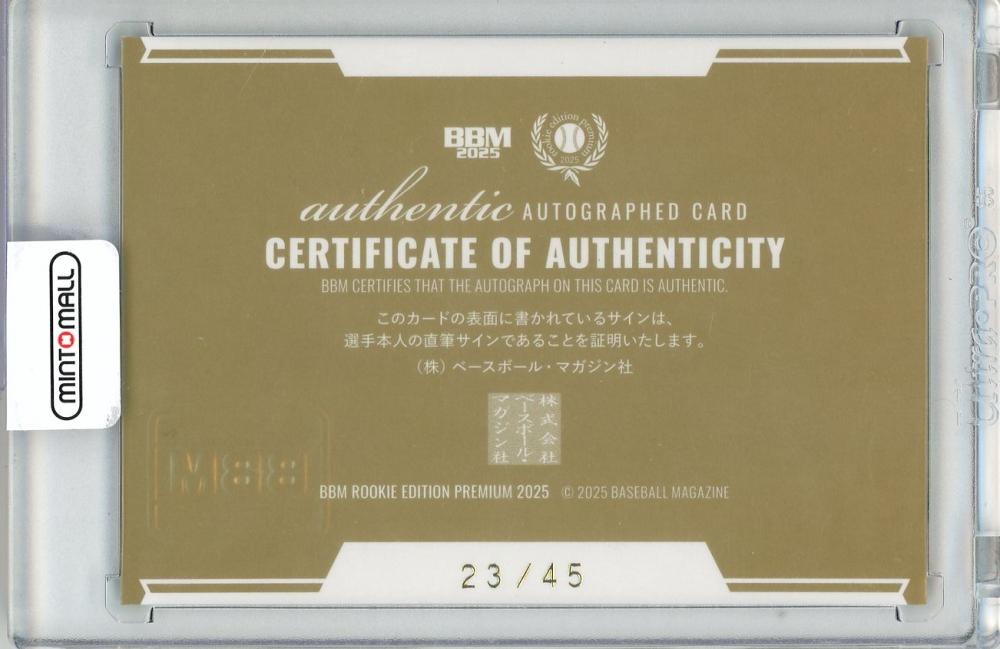 BBM
2025
rookie edition premium
2025
authentic AUTOGRAPHED CARD
CERTIFICATE OF AUTHENTICITY
BBM CERTIFIES THAT THE AUTOGRAPH ON THIS CARD IS AUTHENTIC.
このカードの表面に書かれているサインは、
選手本人の直筆サインであることを証明いたします。
(株) ベースボール・マガジン社
株式会社
ベースボール・
マガジン社
BBM ROOKIE EDITION PREMIUM 2025 © 2025 BASEBALL MAGAZINE
23/45
MINTOMALL